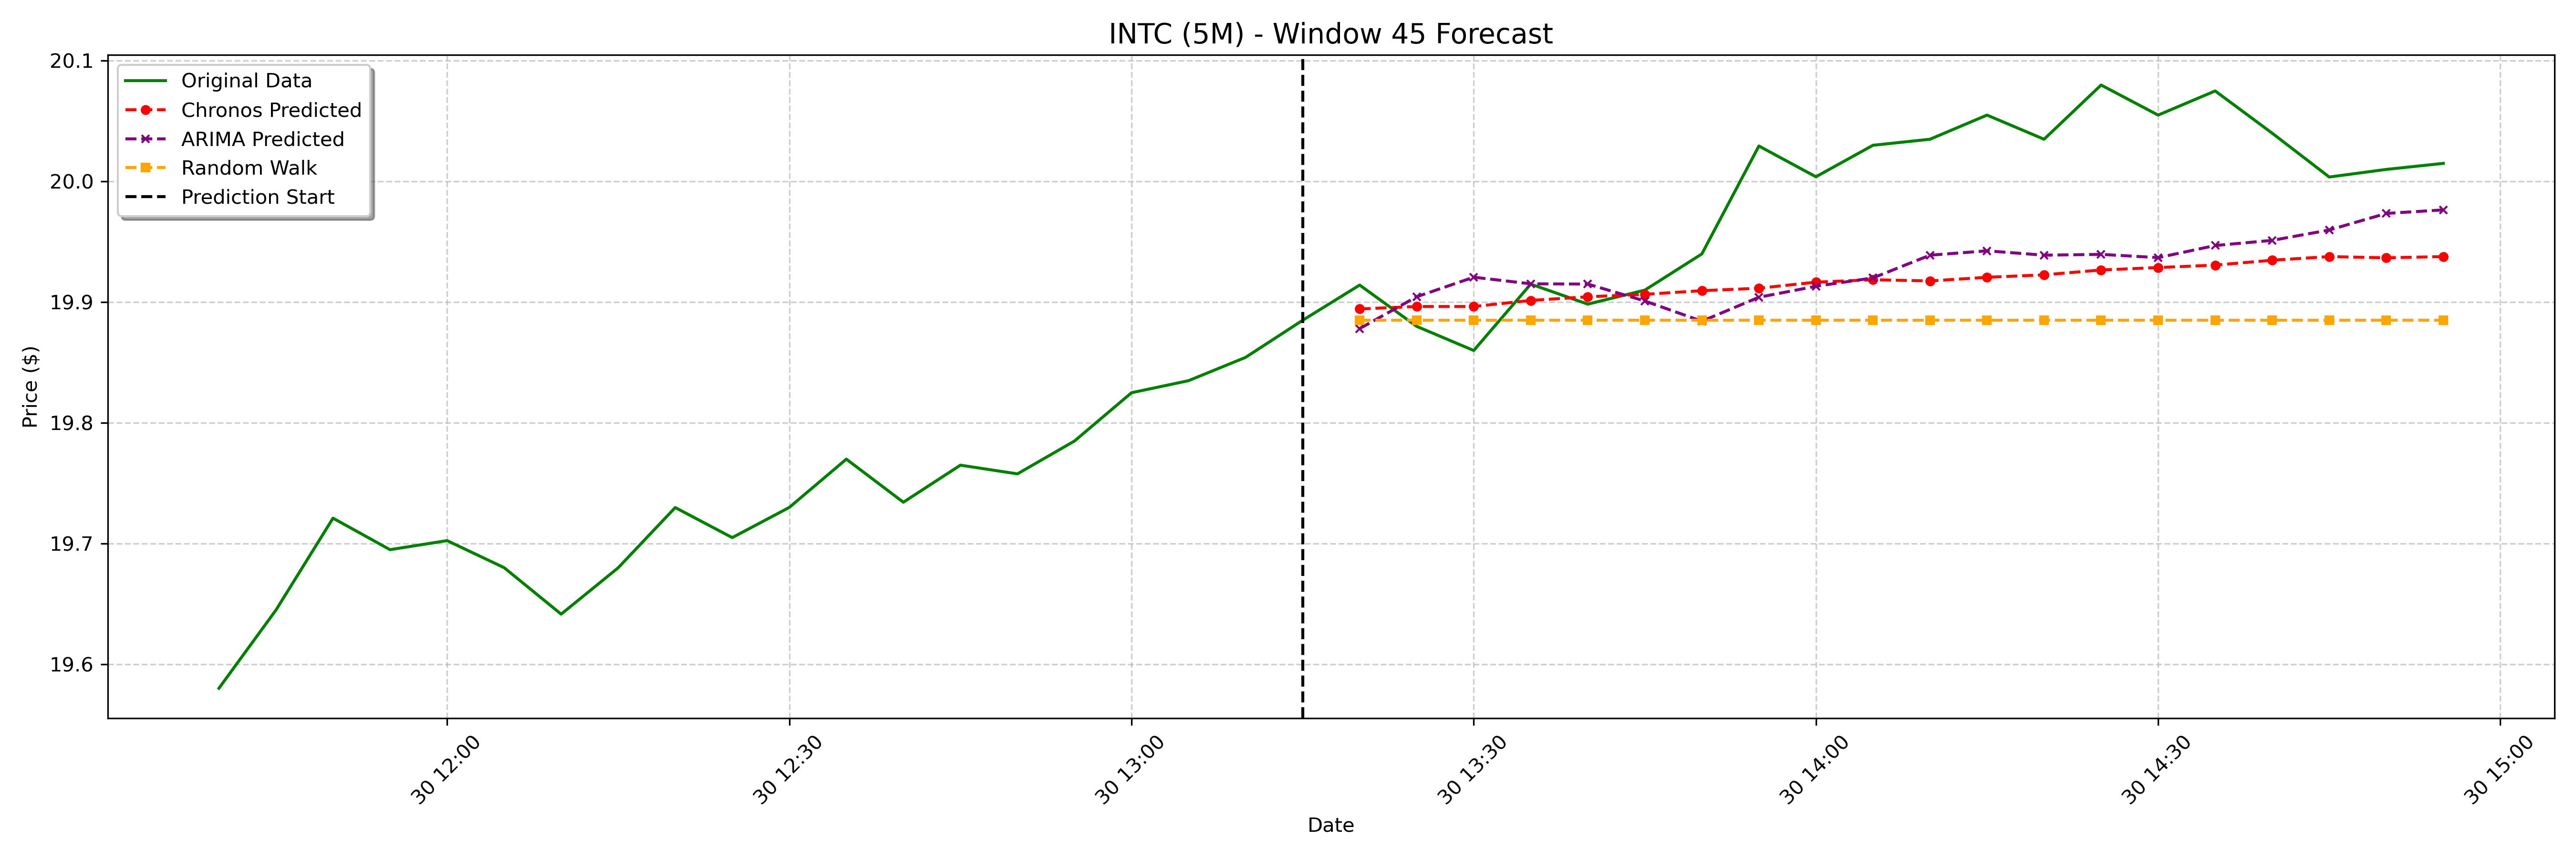 INTC (5M) - Window 45 Forecast
Original Data
Chronos Predicted
ARIMA Predicted
Random Walk
Prediction Start
Price ($)
20.1
20.0
19.9
19.8
19.7
19.6
30 12:00
30 12:30
30 13:00
30 13:30
30 14:00
30 14:30
30 15:00
Date